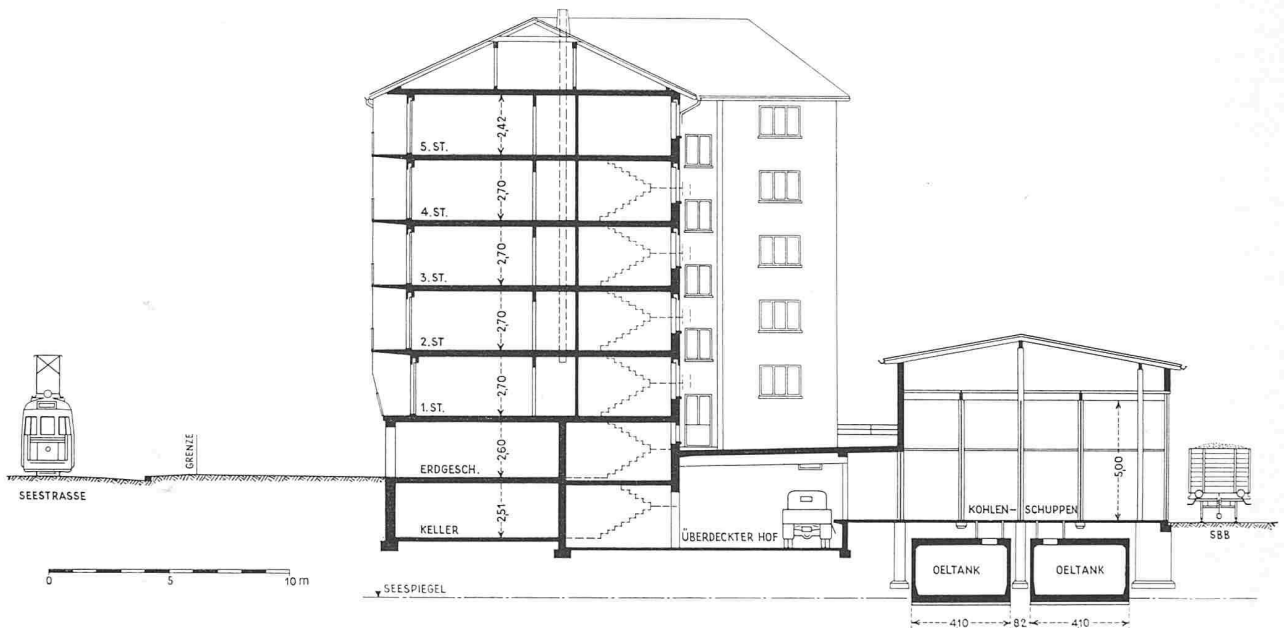 2,42
5. ST.
2,70
4. ST.
2,70
3. ST.
2,70
2. ST
2,70
1. ST.
GRENZE
2,60
ERDGESCH.
SEESTRASSE
2,51
KELLER
ÜBERDECKTER HOF
5,00
KOHLEN-SCHUPPEN
SBB
OELTANK
OELTANK
0 5 10 m
SEESPIEGEL
410 82 410